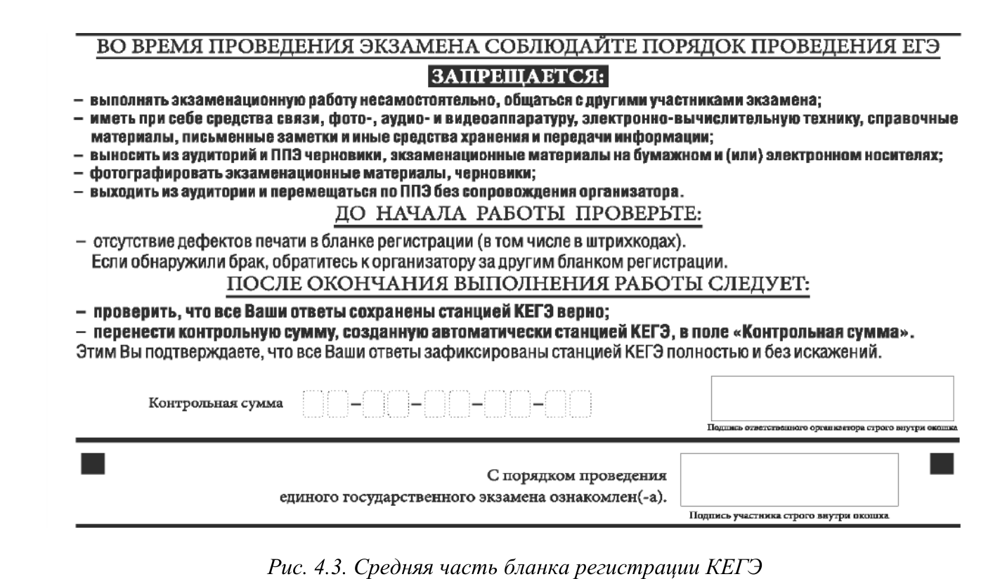 ВО ВРЕМЯ ПРОВЕДЕНИЯ ЭКЗАМЕНА СОБЛЮДАЙТЕ ПОРЯДОК ПРОВЕДЕНИЯ ЕГЭ
ЗАПРЕЩАЕТСЯ:
– выполнять экзаменационную работу несамостоятельно, общаться с другими участниками экзамена;
– иметь при себе средства связи, фото-, аудио- и видеоаппаратуру, электронно-вычислительную технику, справочные
материалы, письменные заметки и иные средства хранения и передачи информации;
– выносить из аудиторий и ППЭ черновики, экзаменационные материалы на бумажном и (или) электронном носителях;
– фотографировать экзаменационные материалы, черновики;
– выходить из аудитории и перемещаться по ППЭ без сопровождения организатора.
ДО НАЧАЛА РАБОТЫ ПРОВЕРЬТЕ:
– отсутствие дефектов печати в бланке регистрации (в том числе в штрихкодах).
Если обнаружили брак, обратитесь к организатору за другим бланком регистрации.
ПОСЛЕ ОКОНЧАНИЯ ВЫПОЛНЕНИЯ РАБОТЫ СЛЕДУЕТ:
– проверить, что все Ваши ответы сохранены станцией КЕГЭ верно;
– перенести контрольную сумму, созданную автоматически станцией КЕГЭ, в поле «Контрольная сумма».
Этим Вы подтверждаете, что все Ваши ответы зафиксированы станцией КЕГЭ полностью и без искажений.
Контрольная сумма – – – –
Подпись ответственного организатора строго внутри окошка
С порядком проведения
единого государственного экзамена ознакомлен(-а).
Подпись участника строго внутри окошка
Рис. 4.3. Средняя часть бланка регистрации КЕГЭ